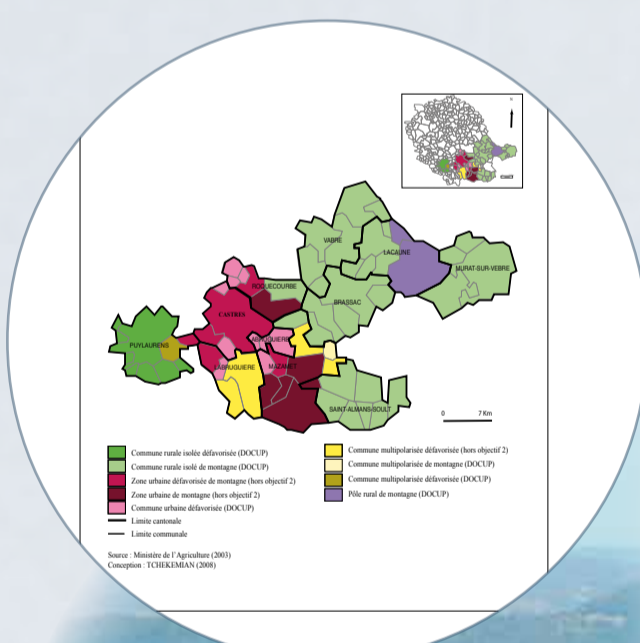 VABRE
LACAUNE
MURAT-SUR-VEBRE
ROQUECOURBE
BRASSAC
CASTRES
PUYLAURENS
LABRUGUIERE
MAZAMET
SAINT-ALMANS-SOULT
0 7 Km
Commune rurale isolée défavorisée (DOCUP)
Commune rurale isolé de montagne (DOCUP)
Zone urbaine défavorisée de montagne (hors objectif 2)
Zone urbaine de montagne (hors objectif 2)
Commune urbaine défavorisée (DOCUP)
Limite cantonale
Limite communale
Commune multipolarisée défavorisée (hors objectif 2)
Commune multipolarisée de montagne (DOCUP)
Commune multipolarisée défavorisée (DOCUP)
Pôle rural de montagne (DOCUP)
Source : Ministère de l'Agriculture (2003)
Conception : TCHEKEMIAN (2008)